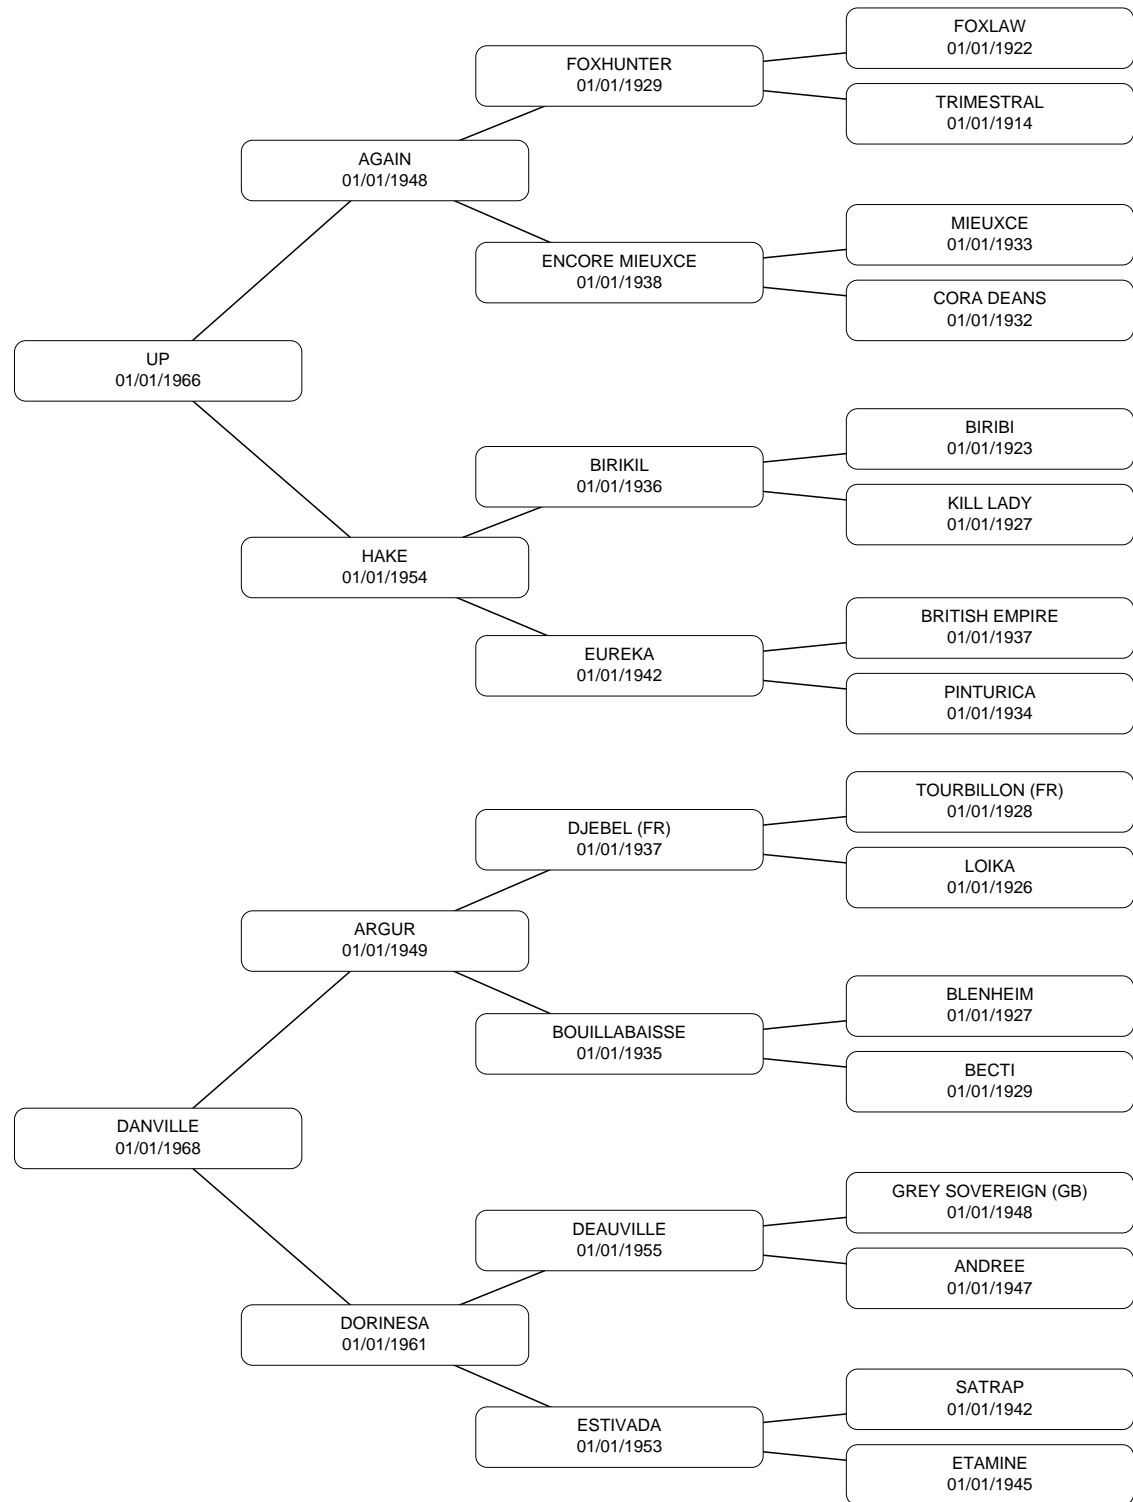 FOXLAW
01/01/1922
FOXHUNTER
01/01/1929
TRIMESTRAL
01/01/1914
AGAIN
01/01/1948
MIEUXCE
01/01/1933
ENCORE MIEUXCE
01/01/1938
CORA DEANS
01/01/1932
UP
01/01/1966
BIRIBI
01/01/1923
BIRIKIL
01/01/1936
KILL LADY
01/01/1927
HAKE
01/01/1954
BRITISH EMPIRE
01/01/1937
EUREKA
01/01/1942
PINTURICA
01/01/1934
TOURBILLON (FR)
01/01/1928
DJEBEL (FR)
01/01/1937
LOIKA
01/01/1926
ARGUR
01/01/1949
BLENHEIM
01/01/1927
BOUILLABAISSE
01/01/1935
BECTI
01/01/1929
DANVILLE
01/01/1968
GREY SOVEREIGN (GB)
01/01/1948
DEAUVILLE
01/01/1955
ANDREE
01/01/1947
DORINESA
01/01/1961
SATRAP
01/01/1942
ESTIVADA
01/01/1953
ETAMINE
01/01/1945